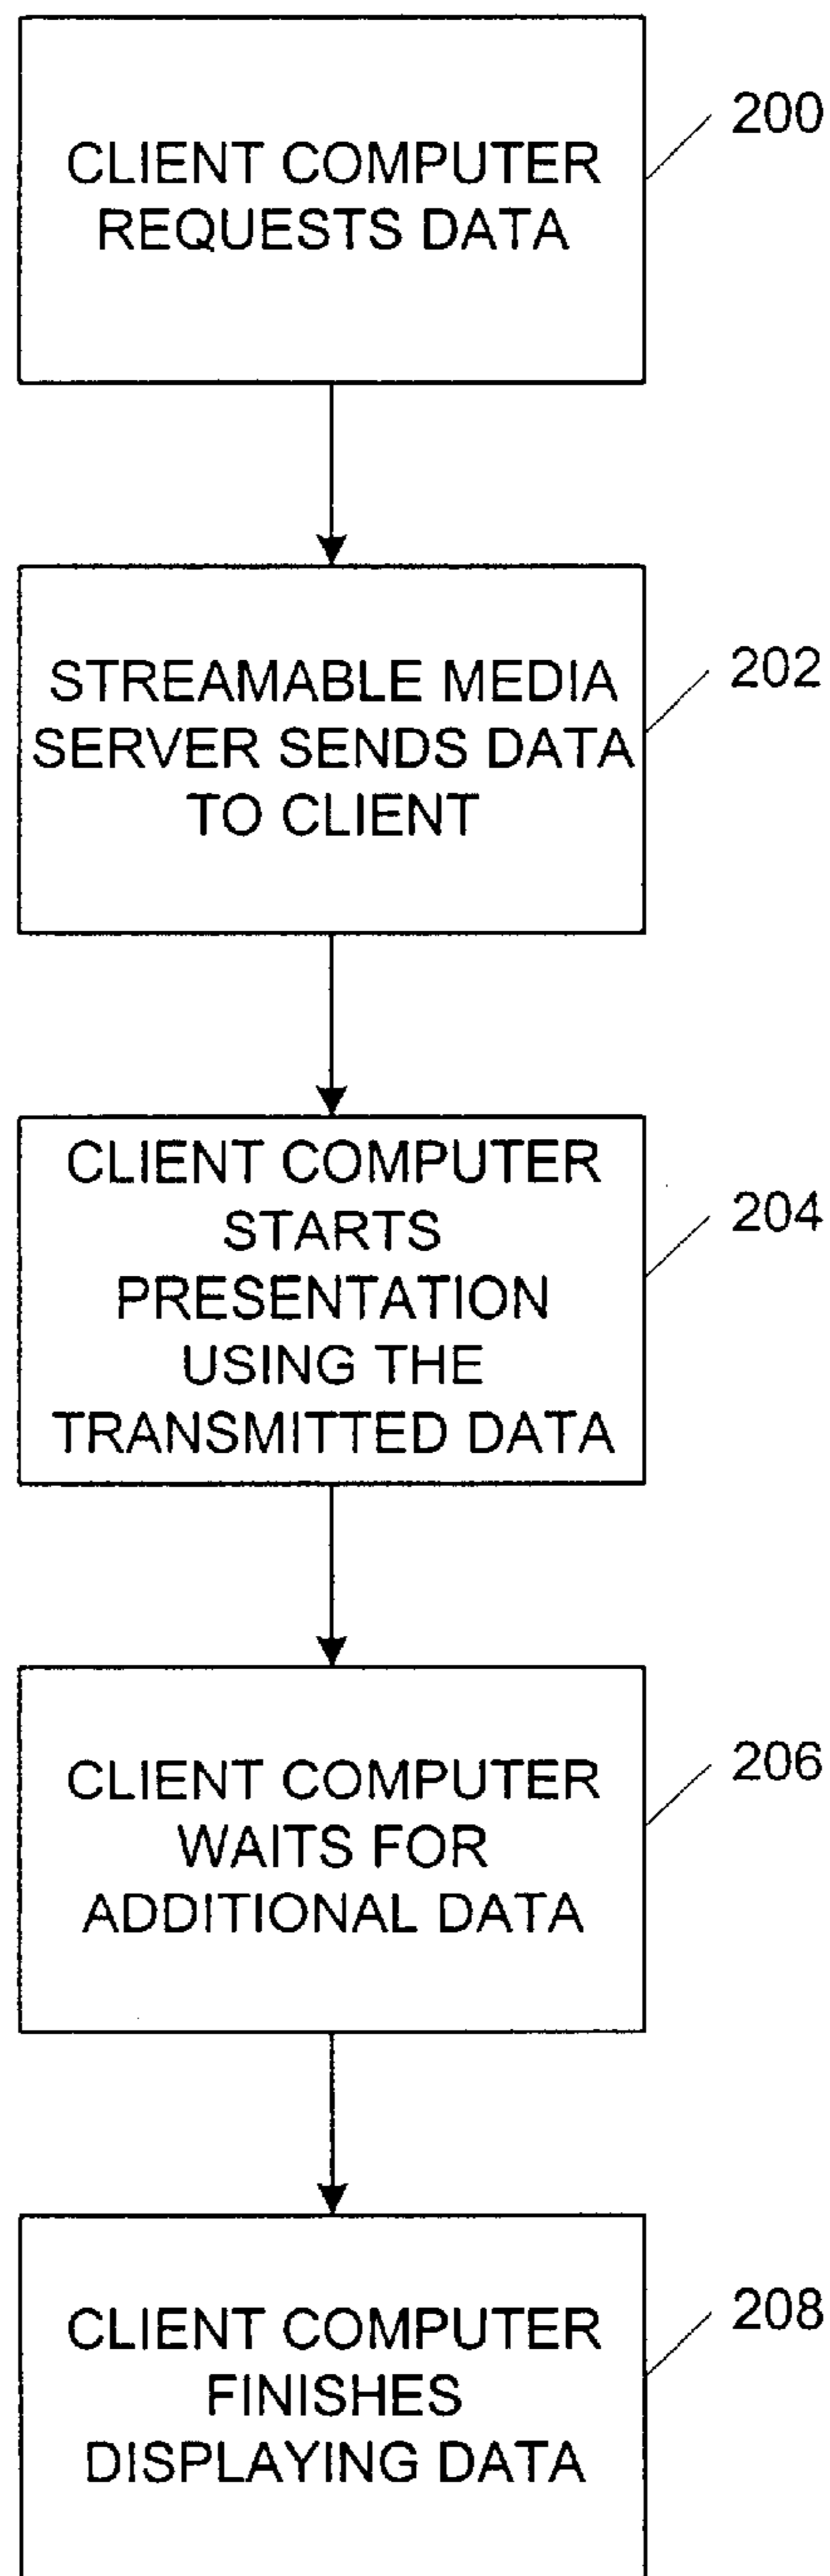 CLIENT COMPUTER
REQUESTS DATA
200
STREAMABLE MEDIA
SERVER SENDS DATA
TO CLIENT
202
CLIENT COMPUTER
STARTS
PRESENTATION
USING THE
TRANSMITTED DATA
204
CLIENT COMPUTER
WAITS FOR
ADDITIONAL DATA
206
CLIENT COMPUTER
FINISHES
DISPLAYING DATA
208